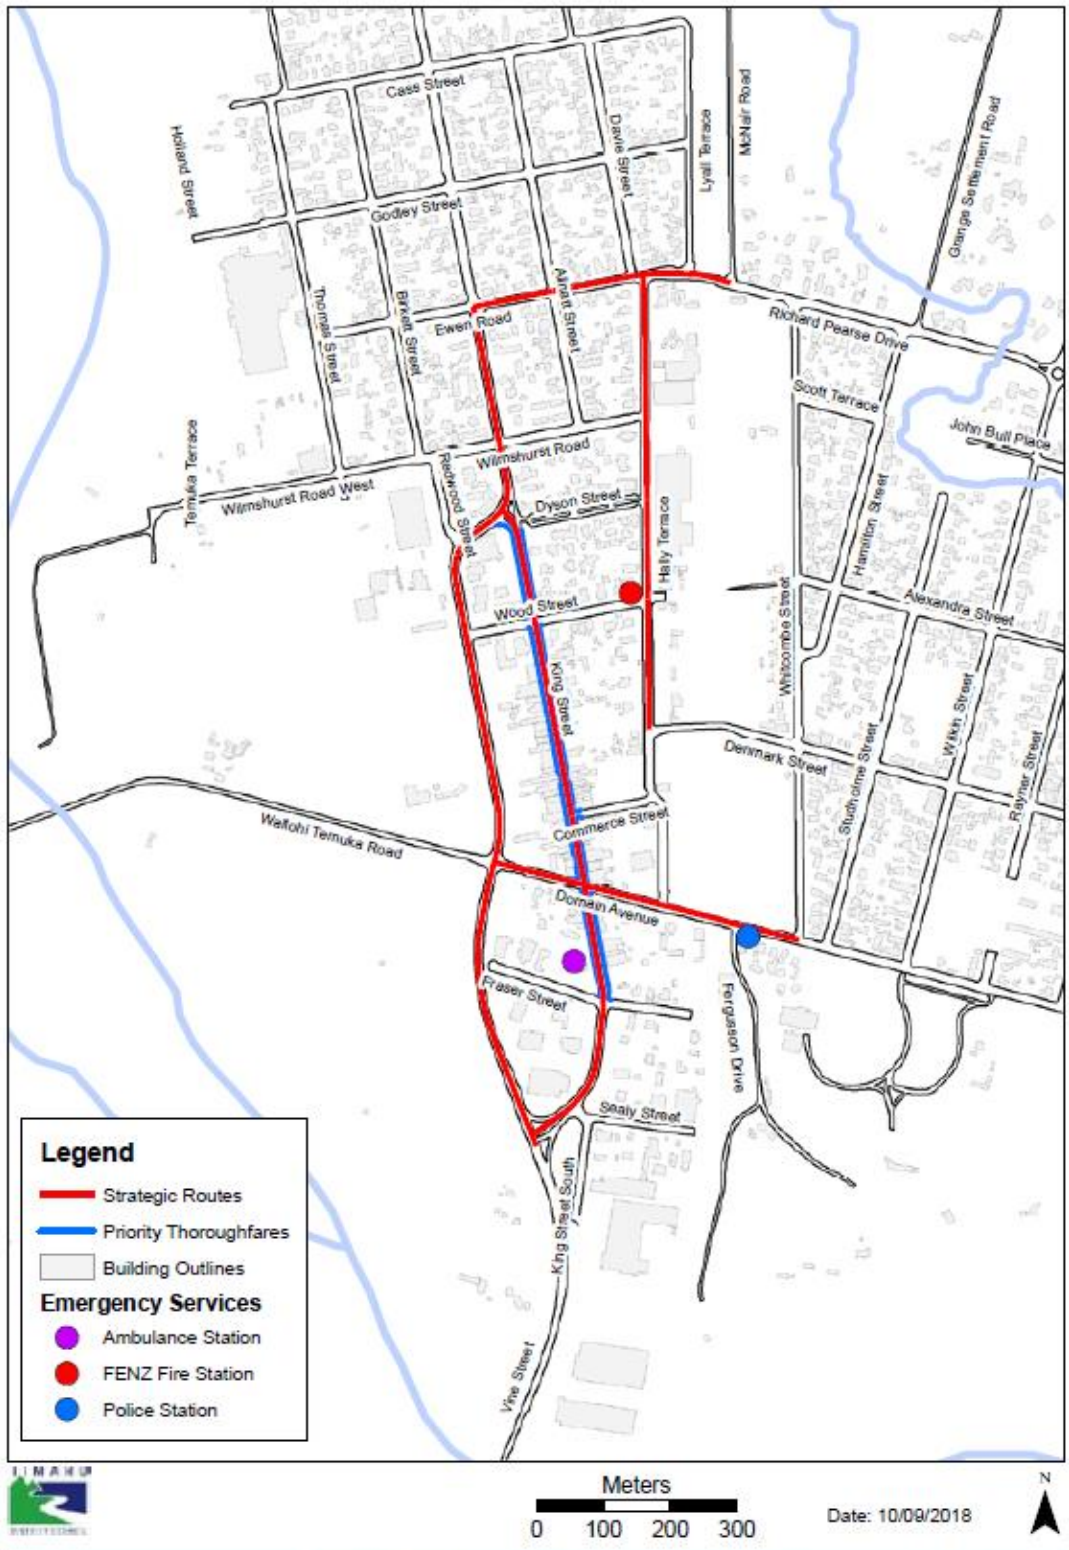 Cass Street
Holland Street
Davie Street
Lyall Terrace
McNair Road
Grange Settlement Road
Godley Street
Thomas Street
Birkett Street
Allnatt Street
Ewen Road
Richard Pearse Drive
Scott Terrace
John Bull Place
Temuka Terrace
Wilmshurst Road West
Redwood Street
Wilmshurst Road
Dyson Street
Hally Terrace
Hamilton Street
Wood Street
Whitcombe Street
Alexandra Street
King Street
Wilkin Street
Denmark Street
Studholme Street
Rayner Street
Commerce Street
Waitohi Temuka Road
Domain Avenue
Fraser Street
Ferguson Drive
Sealy Street
King Street South
Vine Street
Legend
Strategic Routes
Priority Thoroughfares
Building Outlines
Emergency Services
Ambulance Station
FENZ Fire Station
Police Station
TIMARU
Meters
0 100 200 300
Date: 10/09/2018
N